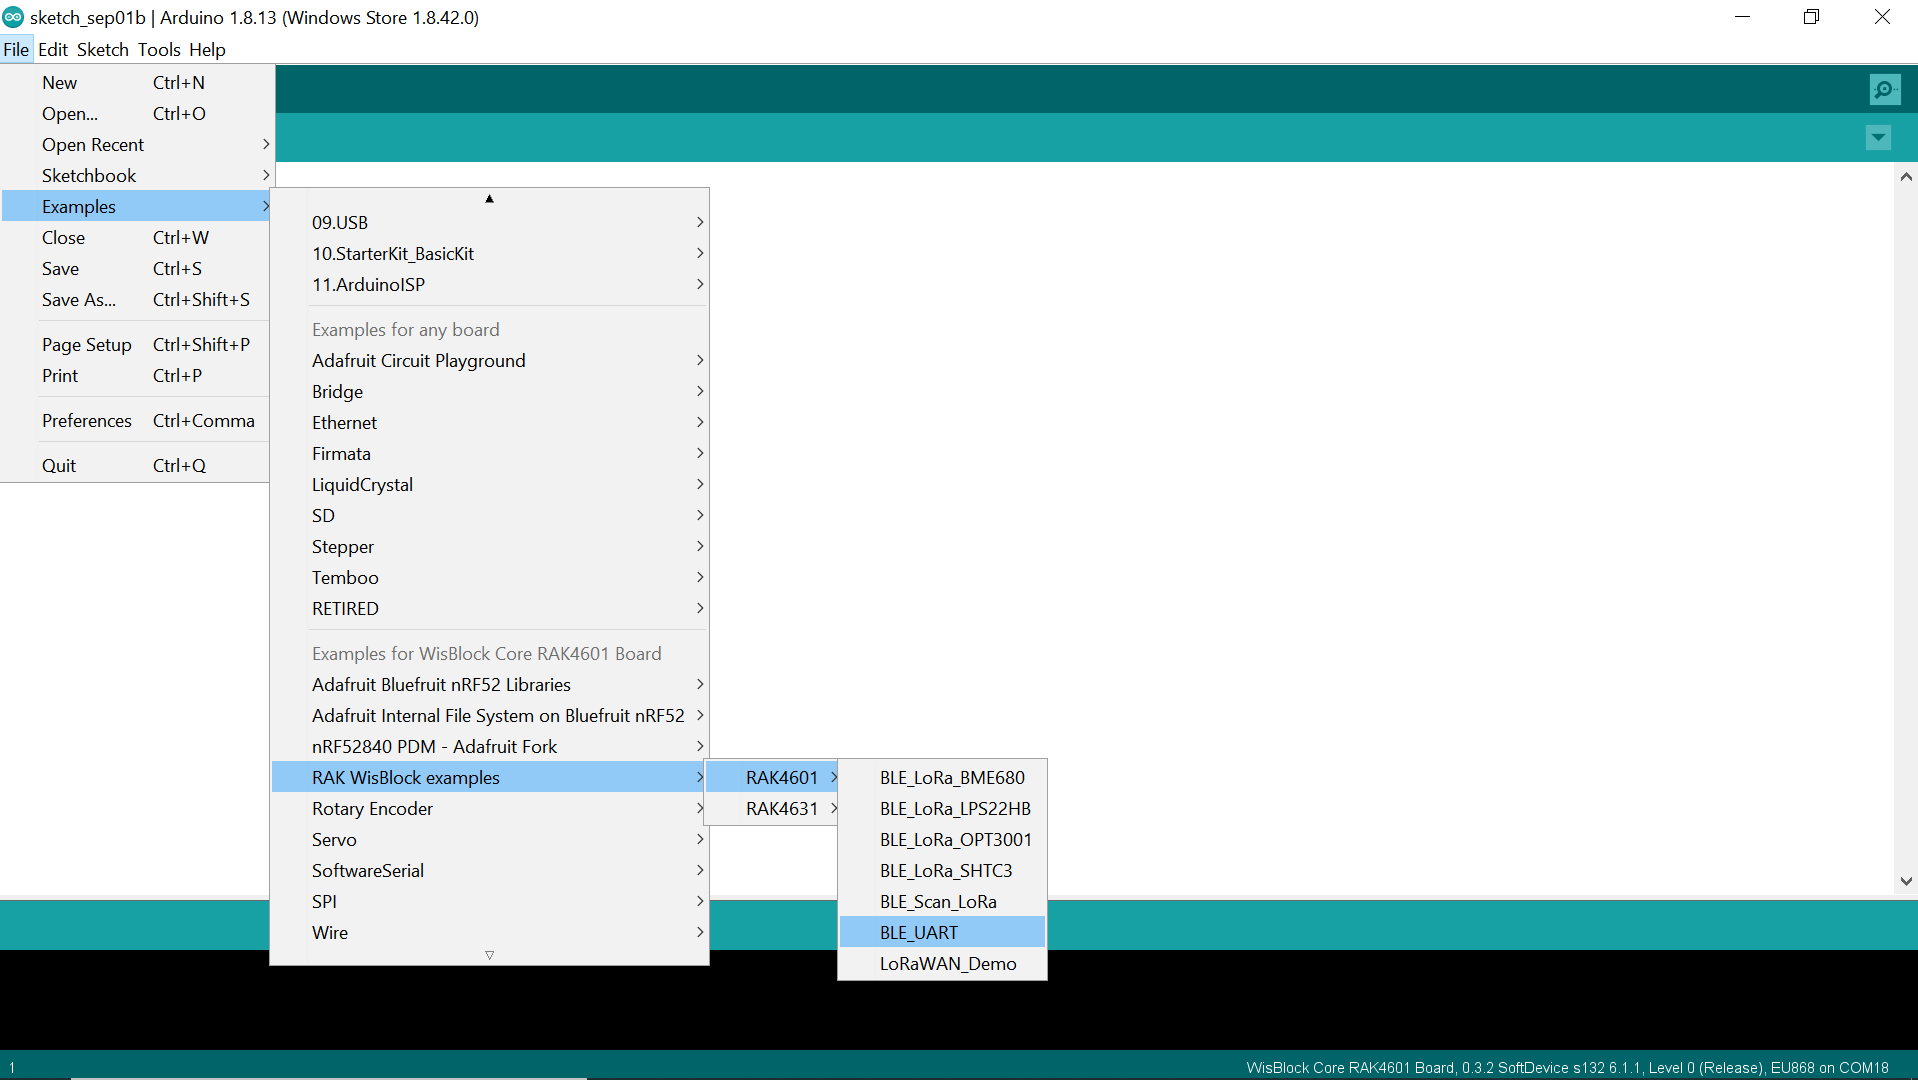 sketch_sep01b | Arduino 1.8.13 (Windows Store 1.8.42.0)
File Edit Sketch Tools Help
New Ctrl+N
Open... Ctrl+O
Open Recent
Sketchbook
Examples
Close Ctrl+W
Save Ctrl+S
Save As... Ctrl+Shift+S
Page Setup Ctrl+Shift+P
Print Ctrl+P
Preferences Ctrl+Comma
Quit Ctrl+Q
09.USB
10.StarterKit_BasicKit
11.ArduinoISP
Examples for any board
Adafruit Circuit Playground
Bridge
Ethernet
Firmata
LiquidCrystal
SD
Stepper
Temboo
RETIRED
Examples for WisBlock Core RAK4601 Board
Adafruit Bluefruit nRF52 Libraries
Adafruit Internal File System on Bluefruit nRF52
nRF52840 PDM - Adafruit Fork
RAK WisBlock examples
Rotary Encoder
Servo
SoftwareSerial
SPI
Wire
RAK4601
RAK4631
BLE_LoRa_BME680
BLE_LoRa_LPS22HB
BLE_LoRa_OPT3001
BLE_LoRa_SHTC3
BLE_Scan_LoRa
BLE_UART
LoRaWAN_Demo
1 WisBlock Core RAK4601 Board, 0.3.2 SoftDevice s132 6.1.1, Level 0 (Release), EU868 on COM18